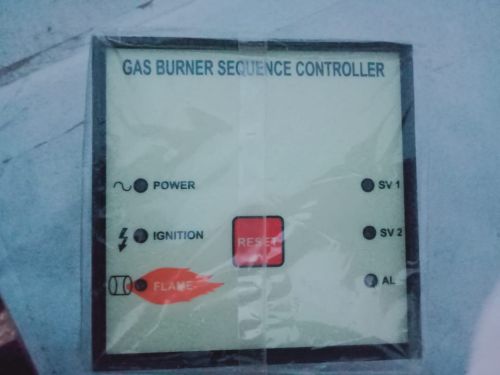 GAS BURNER SEQUENCE CONTROLLER
POWER
SV 1
IGNITION
SV 2
RESET
FLAME
AL